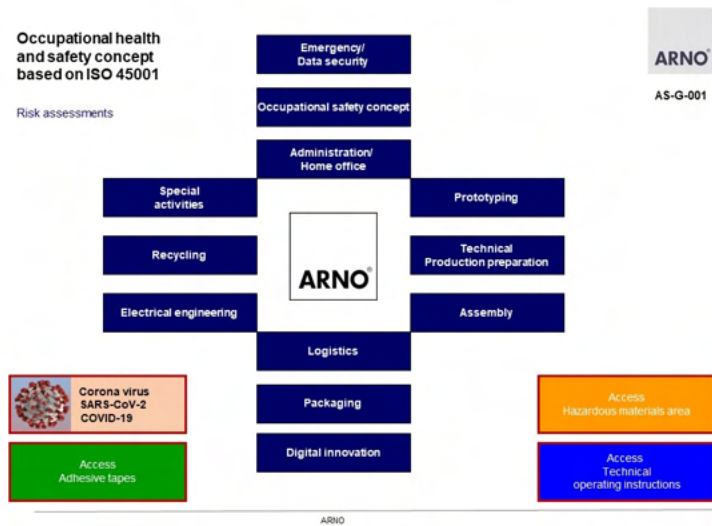 Occupational health
and safety concept
based on ISO 45001
Risk assessments
ARNO®
AS-G-001
Emergency/
Data security
Occupational safety concept
Administration/
Home office
Special
activities
Prototyping
Recycling
ARNO®
Technical
Production preparation
Electrical engineering
Assembly
Logistics
Packaging
Digital innovation
Corona virus
SARS-CoV-2
COVID-19
Access
Adhesive tapes
Access
Hazardous materials area
Access
Technical
operating instructions
ARNO